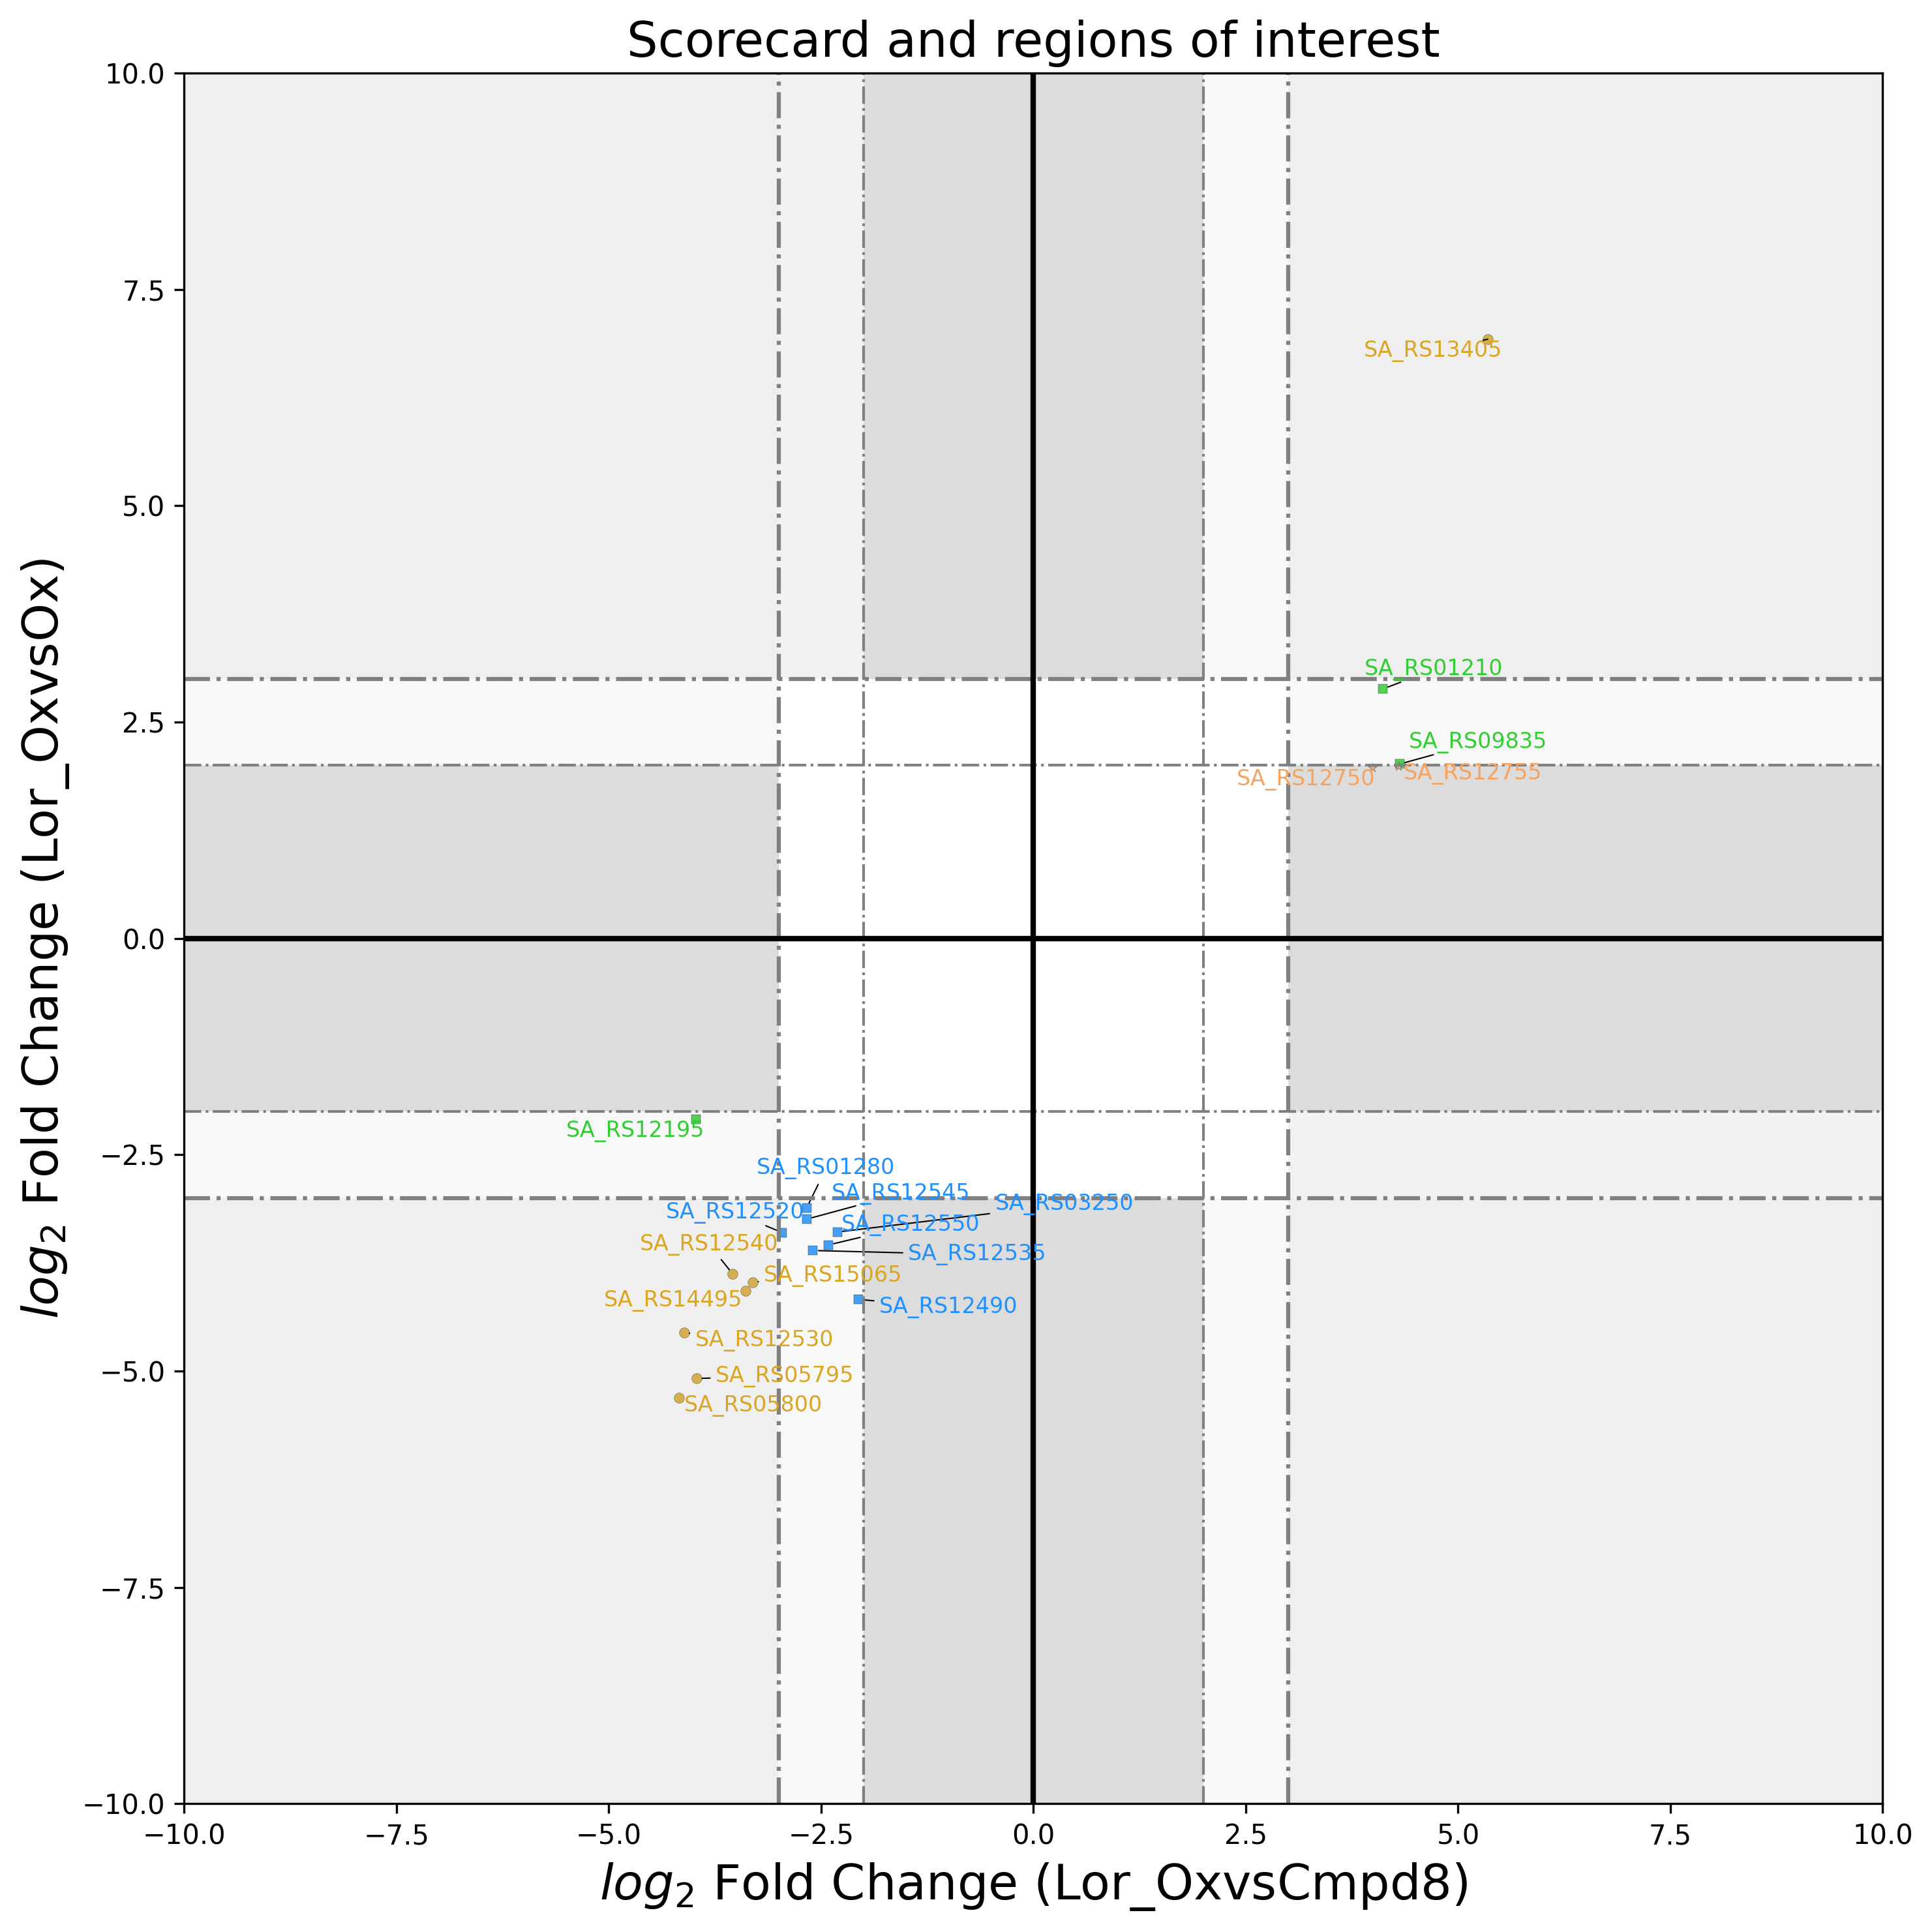 Scorecard and regions of interest
10.0
7.5
5.0
2.5
0.0
−2.5
−5.0
−7.5
−10.0
log2 Fold Change (Lor_OxvsOx)
SA_RS13405
SA_RS01210
SA_RS09835
SA_RS12750
SA_RS12755
SA_RS12195
SA_RS01280
SA_RS12545
SA_RS03250
SA_RS12520
SA_RS12550
SA_RS12540
SA_RS12535
SA_RS15065
SA_RS14495
SA_RS12490
SA_RS12530
SA_RS05795
SA_RS05800
−10.0
−7.5
−5.0
−2.5
0.0
2.5
5.0
7.5
10.0
log2 Fold Change (Lor_OxvsCmpd8)